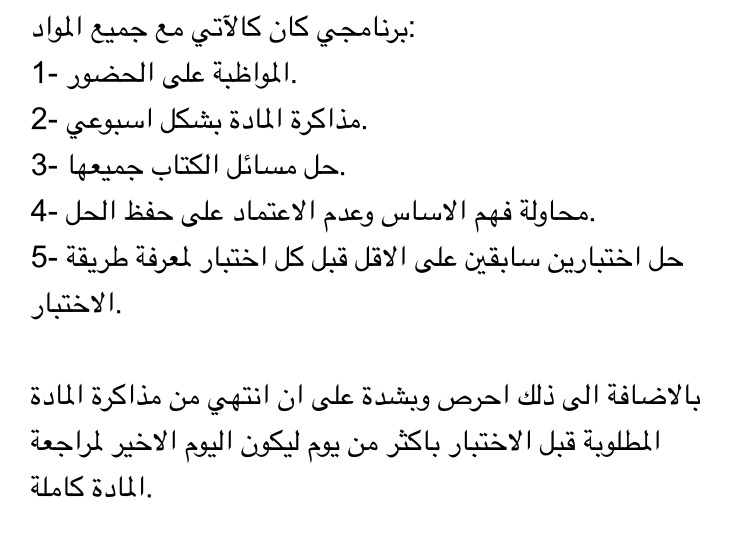 برنامجي كان كالآتي مع جميع المواد:
1- المواظبة على الحضور.
2- مذاكرة المادة بشكل اسبوعي.
3- حل مسائل الكتاب جميعها.
4- محاولة فهم الاساس وعدم الاعتماد على حفظ الحل.
5- حل اختبارين سابقين على الاقل قبل كل اختبار لمعرفة طريقة
الاختبار.
بالاضافة الى ذلك احرص وبشدة على ان انتهي من مذاكرة المادة
المطلوبة قبل الاختبار باكثر من يوم ليكون اليوم الاخير لمراجعة
المادة كاملة.